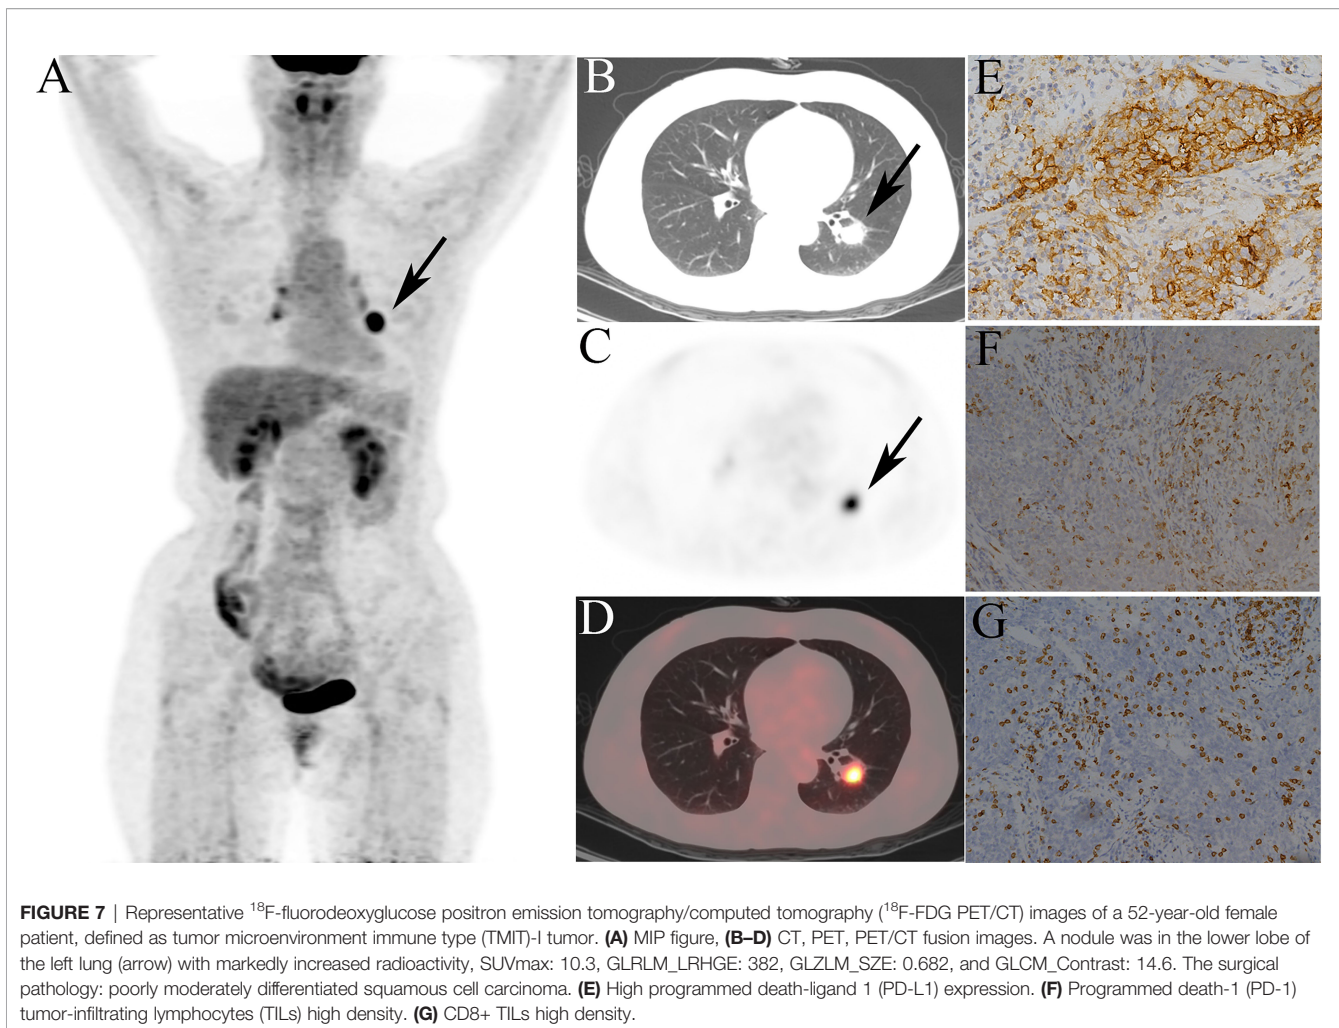 A
B
E
C
F
D
G
FIGURE 7 | Representative ¹⁸F-fluorodeoxyglucose positron emission tomography/computed tomography (¹⁸F-FDG PET/CT) images of a 52-year-old female
patient, defined as tumor microenvironment immune type (TMIT)-I tumor. (A) MIP figure, (B–D) CT, PET, PET/CT fusion images. A nodule was in the lower lobe of
the left lung (arrow) with markedly increased radioactivity, SUVmax: 10.3, GLRLM_LRHGE: 382, GLZLM_SZE: 0.682, and GLCM_Contrast: 14.6. The surgical
pathology: poorly moderately differentiated squamous cell carcinoma. (E) High programmed death-ligand 1 (PD-L1) expression. (F) Programmed death-1 (PD-1)
tumor-infiltrating lymphocytes (TILs) high density. (G) CD8+ TILs high density.